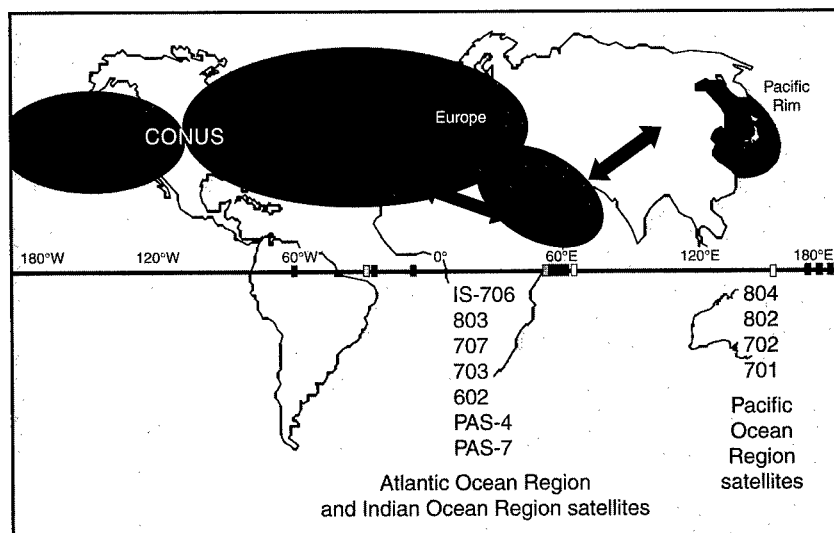 Pacific
Rim
CONUS
Europe
180°W
120°W
60°W
0°
60°E
120°E
180°E
IS-706
803
707
703
602
PAS-4
PAS-7
Atlantic Ocean Region
and Indian Ocean Region satellites
804
802
702
701
Pacific
Ocean
Region
satellites